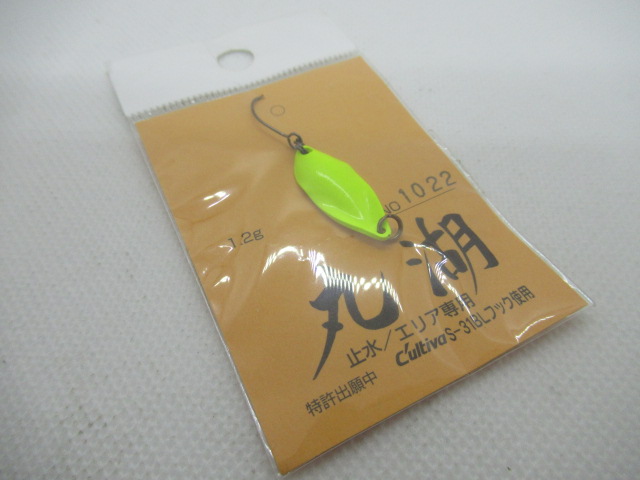 NO 1022
1.2g
丸湖
止水/エリア専用
C'ultiva S-31BLフック使用
特許出願中